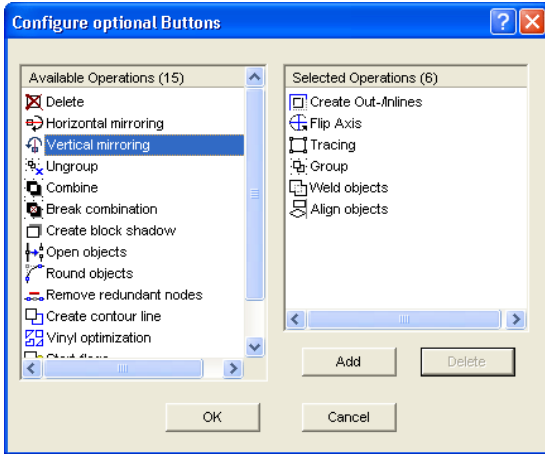 Configure optional Buttons
Available Operations (15)
Delete
Horizontal mirroring
Vertical mirroring
Ungroup
Combine
Break combination
Create block shadow
Open objects
Round objects
Remove redundant nodes
Create contour line
Vinyl optimization
Start flags
Selected Operations (6)
Create Out-/Inlines
Flip Axis
Tracing
Group
Weld objects
Align objects
Add
Delete
OK
Cancel